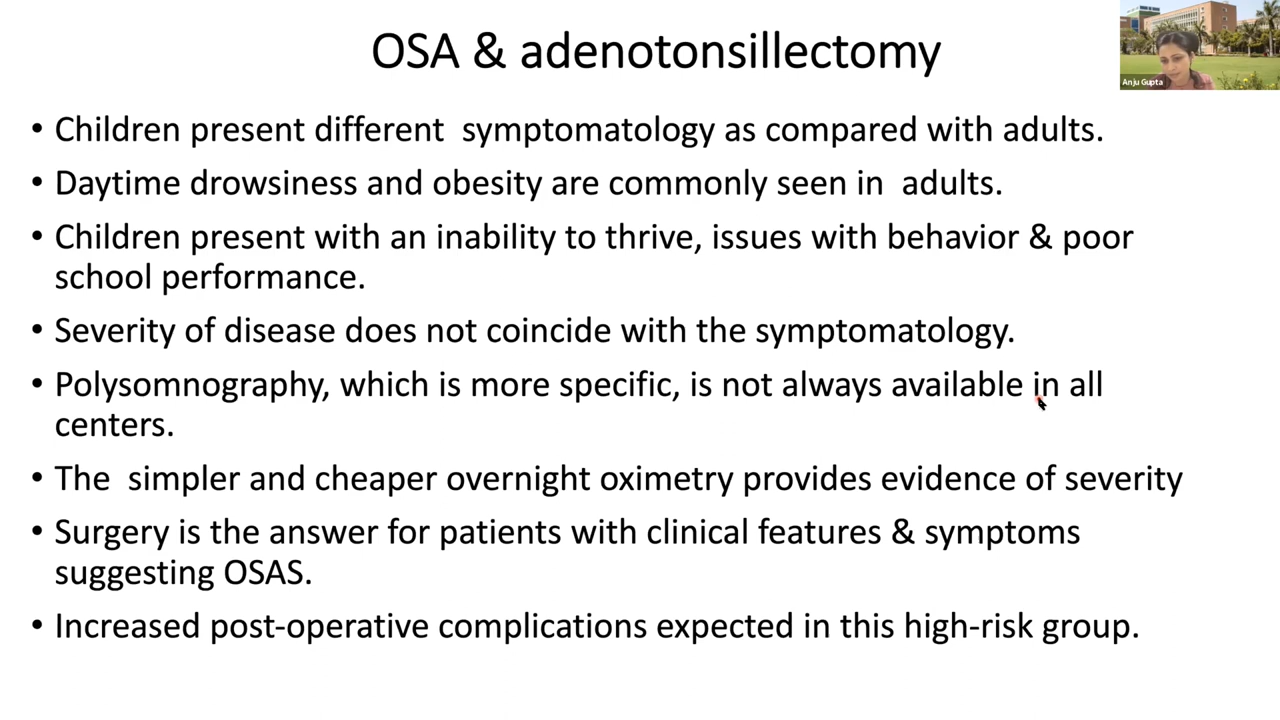 OSA & adenotonsillectomy
Anju Gupta
• Children present different  symptomatology as compared with adults.
• Daytime drowsiness and obesity are commonly seen in  adults.
• Children present with an inability to thrive, issues with behavior & poor
school performance.
• Severity of disease does not coincide with the symptomatology.
• Polysomnography, which is more specific, is not always available in all
centers.
• The  simpler and cheaper overnight oximetry provides evidence of severity
• Surgery is the answer for patients with clinical features & symptoms
suggesting OSAS.
• Increased post-operative complications expected in this high-risk group.